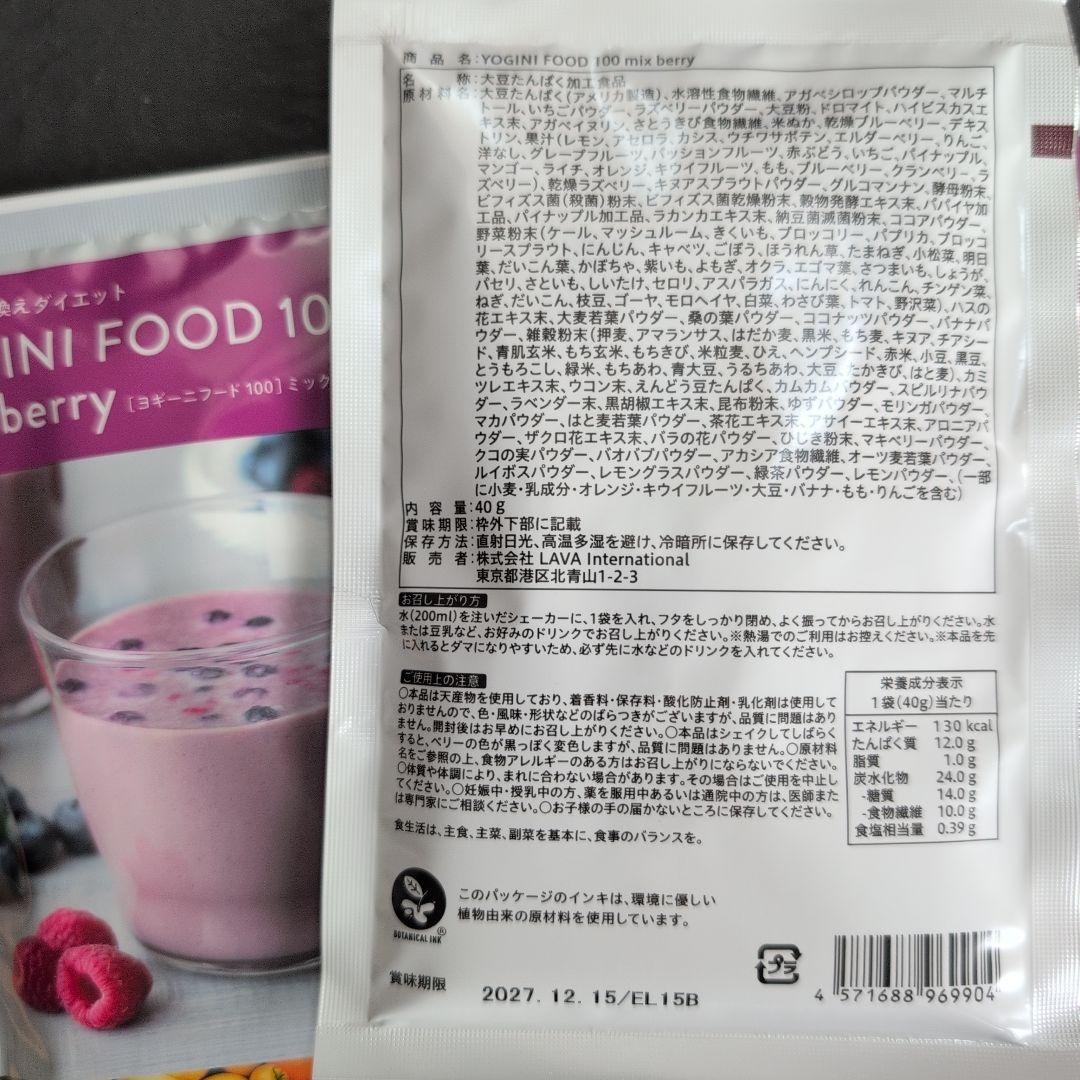 換えダイエット
INI FOOD 10
berry [ヨギーニフード 100] ミック
商品名:YOGINI FOOD 100 mix berry
名称:大豆たんぱく加工食品
原材料名:大豆たんぱく(アメリカ製造)、水溶性食物繊維、アガベシロップパウダー、マルチ
トール、いちごパウダー、ラズベリーパウダー、大豆粉、ドロマイト、ハイビスカスエ
キス末、アガベイヌリン、さとうきび食物繊維、米ぬか、乾燥ブルーベリー、デキス
トリン、果汁(レモン、アセロラ、カシス、ウチワサボテン、エルダーベリー、りんご、
洋なし、グレープフルーツ、パッションフルーツ、赤ぶどう、いちご、パイナップル、
マンゴー、ライチ、オレンジ、キウイフルーツ、もも、ブルーベリー、クランベリー、ラ
ズベリー)、乾燥ラズベリー、キヌアスプラウトパウダー、グルコマンナン、酵母粉末、
ビフィズス菌(殺菌)粉末、ビフィズス菌乾燥粉末、穀物発酵エキス末、パパイヤ加
工品、パイナップル加工品、ラカンカエキス末、納豆菌滅菌粉末、ココアパウダー、
野菜粉末(ケール、マッシュルーム、きくいも、ブロッコリー、パプリカ、ブロッコ
リースプラウト、にんじん、キャベツ、ごぼう、ほうれん草、たまねぎ、小松菜、明日
葉、だいこん葉、かぼちゃ、紫いも、よもぎ、オクラ、エゴマ葉、さつまいも、しょうが、
パセリ、さといも、しいたけ、セロリ、アスパラガス、にんにく、れんこん、チンゲン菜、
ねぎ、だいこん、枝豆、ゴーヤ、モロヘイヤ、白菜、わさび葉、トマト、野沢菜)、ハスの
花エキス末、大麦若葉パウダー、桑の葉パウダー、ココナッツパウダー、バナナパ
ウダー、雑穀粉末(押麦、アマランサス、はだか麦、黒米、もち麦、キヌア、チアシー
ド、青肌玄米、もち玄米、もちきび、米粒麦、ひえ、ヘンプシード、赤米、小豆、黒豆、
とうもろこし、緑米、もちあわ、青大豆、うるちあわ、大豆、たかきび、はと麦)、カミ
ツレエキス末、ウコン末、えんどう豆たんぱく、カムカムパウダー、スピルリナパウ
ダー、ラベンダー末、黒胡椒エキス末、昆布粉末、ゆずパウダー、モリンガパウダー、
マカパウダー、はと麦若葉パウダー、茶花エキス末、アサイーエキス末、アロニアパ
ウダー、ザクロ花エキス末、バラの花パウダー、ひじき粉末、マキベリーパウダー、
クコの実パウダー、バオバブパウダー、アカシア食物繊維、オーツ麦若葉パウダー、
ルイボスパウダー、レモングラスパウダー、緑茶パウダー、レモンパウダー、(一部
に小麦・乳成分・オレンジ・キウイフルーツ・大豆・バナナ・もも・りんごを含む)
内容量:40g
賞味期限:枠外下部に記載
保存方法:直射日光、高温多湿を避け、冷暗所に保存してください。
販売者:株式会社 LAVA International
東京都港区北青山1-2-3
お召し上がり方
水(200ml)を注いだシェーカーに、1袋を入れ、フタをしっかり閉め、よく振ってからお召し上がりください。水
または豆乳など、お好みのドリンクでお召し上がりください。※熱湯でのご利用はお控えください。※本品を先
に入れるとダマになりやすいため、必ず先に水などのドリンクを入れてください。
ご使用上の注意
○本品は天産物を使用しており、着香料・保存料・酸化防止剤・乳化剤は使用して
おりませんので、色・風味・形状などのばらつきがございますが、品質に問題はあり
ません。開封後はお早めにお召し上がりください。○本品はシェイクしてしばらく
すると、ベリーの色が黒っぽく変色しますが、品質に問題はありません。○原材料
名をご参照の上、食物アレルギーのある方はお召し上がりにならないでください。
○体質や体調により、まれに合わない場合があります。その場合はご使用を中止し
てください。○妊娠中・授乳中の方、薬を服用中あるいは通院中の方は、医師また
は専門家にご相談ください。○お子様の手の届かないところに保存してください。
食生活は、主食、主菜、副菜を基本に、食事のバランスを。
栄養成分表示
1袋(40g)当たり
エネルギー 130 kcal
たんぱく質 12.0 g
脂質 1.0 g
炭水化物 24.0 g
-糖質 14.0 g
-食物繊維 10.0 g
食塩相当量 0.39 g
BOTANICAL INK®
このパッケージのインキは、環境に優しい
植物由来の原材料を使用しています。
プラ
賞味期限 2027. 12. 15/EL15B
4 571688 969904